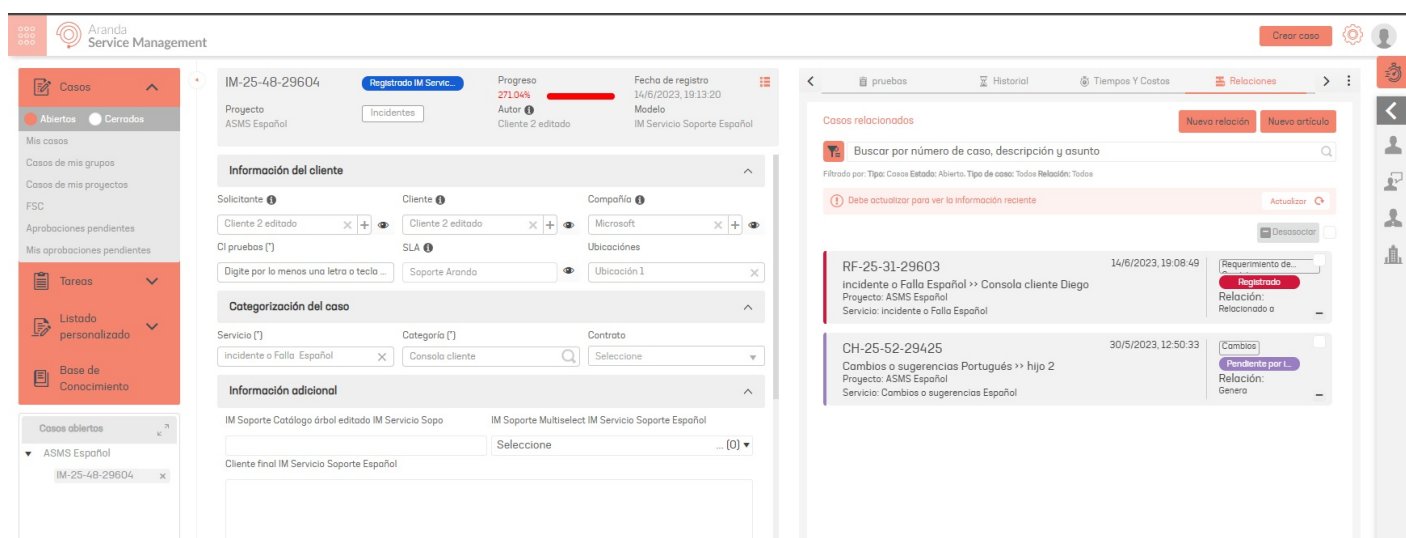 Aranda
Service Management
Crear caso
Casos
Abiertos
Cerrados
Mis casos
Casos de mis grupos
Casos de mis proyectos
FSC
Aprobaciones pendientes
Mis aprobaciones pendientes
Tareas
Listado
personalizado
Base de
Conocimiento
Casos abiertos
ASMS Español
IM-25-48-29604
IM-25-48-29604
Registrado IM Servic...
Progreso
271.04%
Fecha de registro
14/6/2023, 19:13:20
Proyecto
ASMS Español
Incidentes
Autor
Cliente 2 editado
Modelo
IM Servicio Soporte Español
Información del cliente
Solicitante
Cliente
Compañía
Cliente 2 editado
Cliente 2 editado
Microsoft
CI pruebas (*)
SLA
Ubicaciónes
Digite por lo menos una letra o tecla ...
Soporte Aranda
Ubicación 1
Categorización del caso
Servicio (*)
Categoría (*)
Contrato
incidente o Falla Español
Consola cliente
Seleccione
Información adicional
IM Soporte Catálogo árbol editado IM Servicio Sopo
IM Soporte Multiselect IM Servicio Soporte Español
Seleccione ... (0)
Cliente final IM Servicio Soporte Español
pruebas
Historial
Tiempos Y Costos
Relaciones
Casos relacionados
Nueva relación
Nuevo artículo
Buscar por número de caso, descripción y asunto
Filtrado por: Tipo: Casos Estado: Abierto. Tipo de caso: Todos Relación: Todos
Debe actualizar para ver la información reciente
Actualizar
Desasociar
RF-25-31-29603
14/6/2023, 19:08:49
incidente o Falla Español >> Consola cliente Diego
Proyecto: ASMS Español
Servicio: incidente o Falla Español
Requerimiento de...
Registrado
Relación:
Relacionado a
CH-25-52-29425
30/5/2023, 12:50:33
Cambios o sugerencias Portugués >> hijo 2
Proyecto: ASMS Español
Servicio: Cambios o sugerencias Español
Cambios
Pendiente por i...
Relación:
Genera